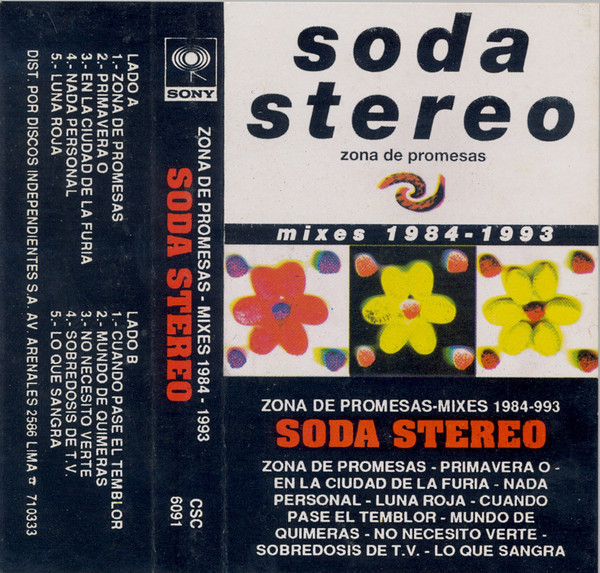 LADO A
1.- ZONA DE PROMESAS
2.- PRIMAVERA O
3.- EN LA CIUDAD DE LA FURIA
4.- NADA PERSONAL
5.- LUNA ROJA
LADO B
1.- CUANDO PASE EL TEMBLOR
2.- MUNDO DE QUIMERAS
3.- NO NECESITO VERTE
4.- SOBREDOSIS DE T.V.
5.- LO QUE SANGRA
DIST. POR DISCOS INDEPENDIENTES S.A. AV. ARENALES 2586 LIMA ☎ 710333
SONY
ZONA DE PROMESAS - MIXES 1984 - 1993
SODA STEREO
CSC
6091
soda
stereo
zona de promesas
mixes 1984-1993
ZONA DE PROMESAS-MIXES 1984-993
SODA STEREO
ZONA DE PROMESAS - PRIMAVERA O -
EN LA CIUDAD DE LA FURIA - NADA
PERSONAL - LUNA ROJA - CUANDO
PASE EL TEMBLOR - MUNDO DE
QUIMERAS - NO NECESITO VERTE -
SOBREDOSIS DE T.V. - LO QUE SANGRA